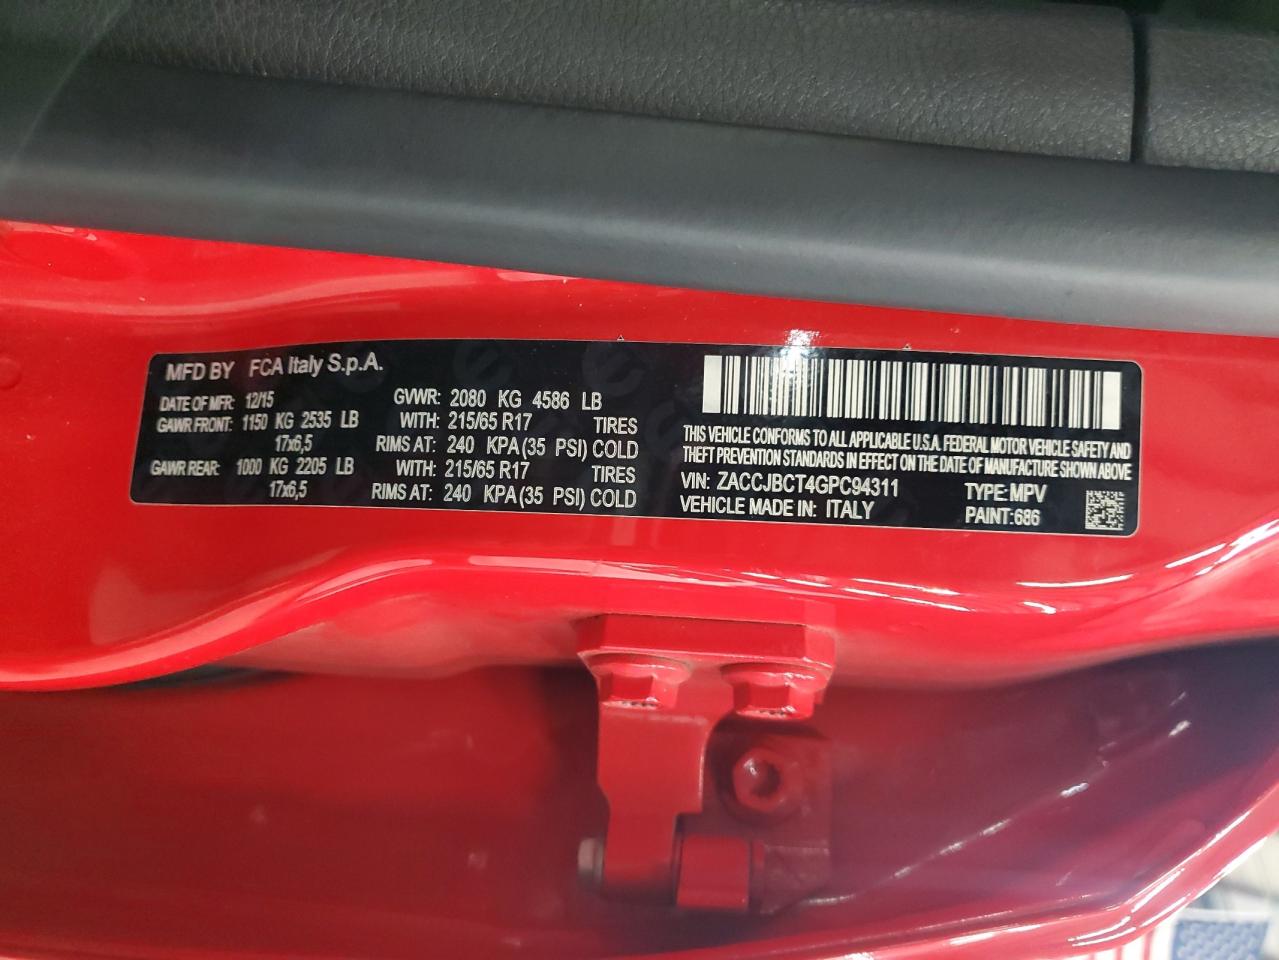 MFD BY FCA Italy S.p.A.
DATE OF MFR: 12/15 GVWR: 2080 KG 4586 LB
GAWR FRONT: 1150 KG 2535 LB WITH: 215/65 R17 TIRES
17x6,5 RIMS AT: 240 KPA(35 PSI) COLD
GAWR REAR: 1000 KG 2205 LB WITH: 215/65 R17 TIRES
17x6,5 RIMS AT: 240 KPA(35 PSI) COLD
THIS VEHICLE CONFORMS TO ALL APPLICABLE U.S.A. FEDERAL MOTOR VEHICLE SAFETY AND
THEFT PREVENTION STANDARDS IN EFFECT ON THE DATE OF MANUFACTURE SHOWN ABOVE
VIN: ZACCJBCT4GPC94311 TYPE: MPV
VEHICLE MADE IN: ITALY PAINT:686